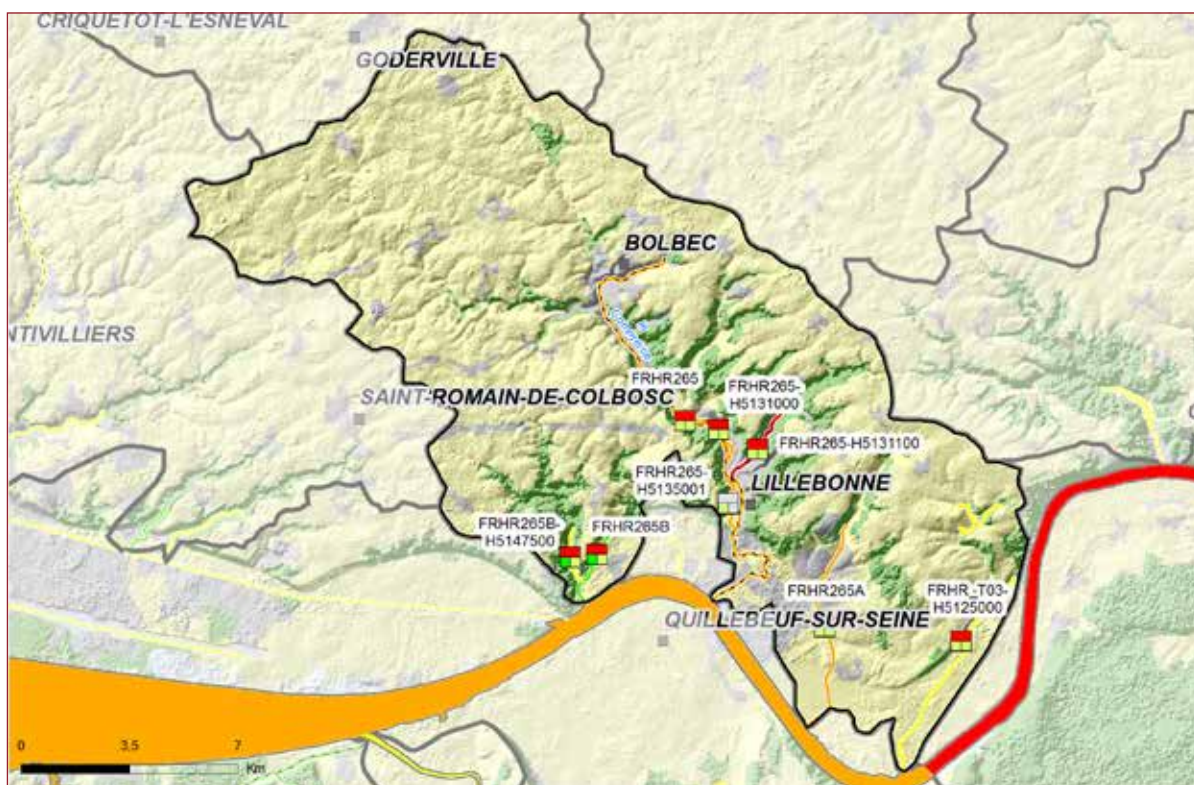 CRIQUETOT-L'ESNEVAL
GODERVILLE
BOLBEC
NTIVILLIERS
FRHR265
SAINT-ROMAIN-DE-COLBOSC
FRHR265-
H5131000
FRHR265-H5131100
FRHR265-
H5135001
LILLEBONNE
FRHR265B-
H5147500
FRHR265B
FRHR265A
FRHR_T03-
H5125000
QUILLEBEUF-SUR-SEINE
0
3,5
7
Km